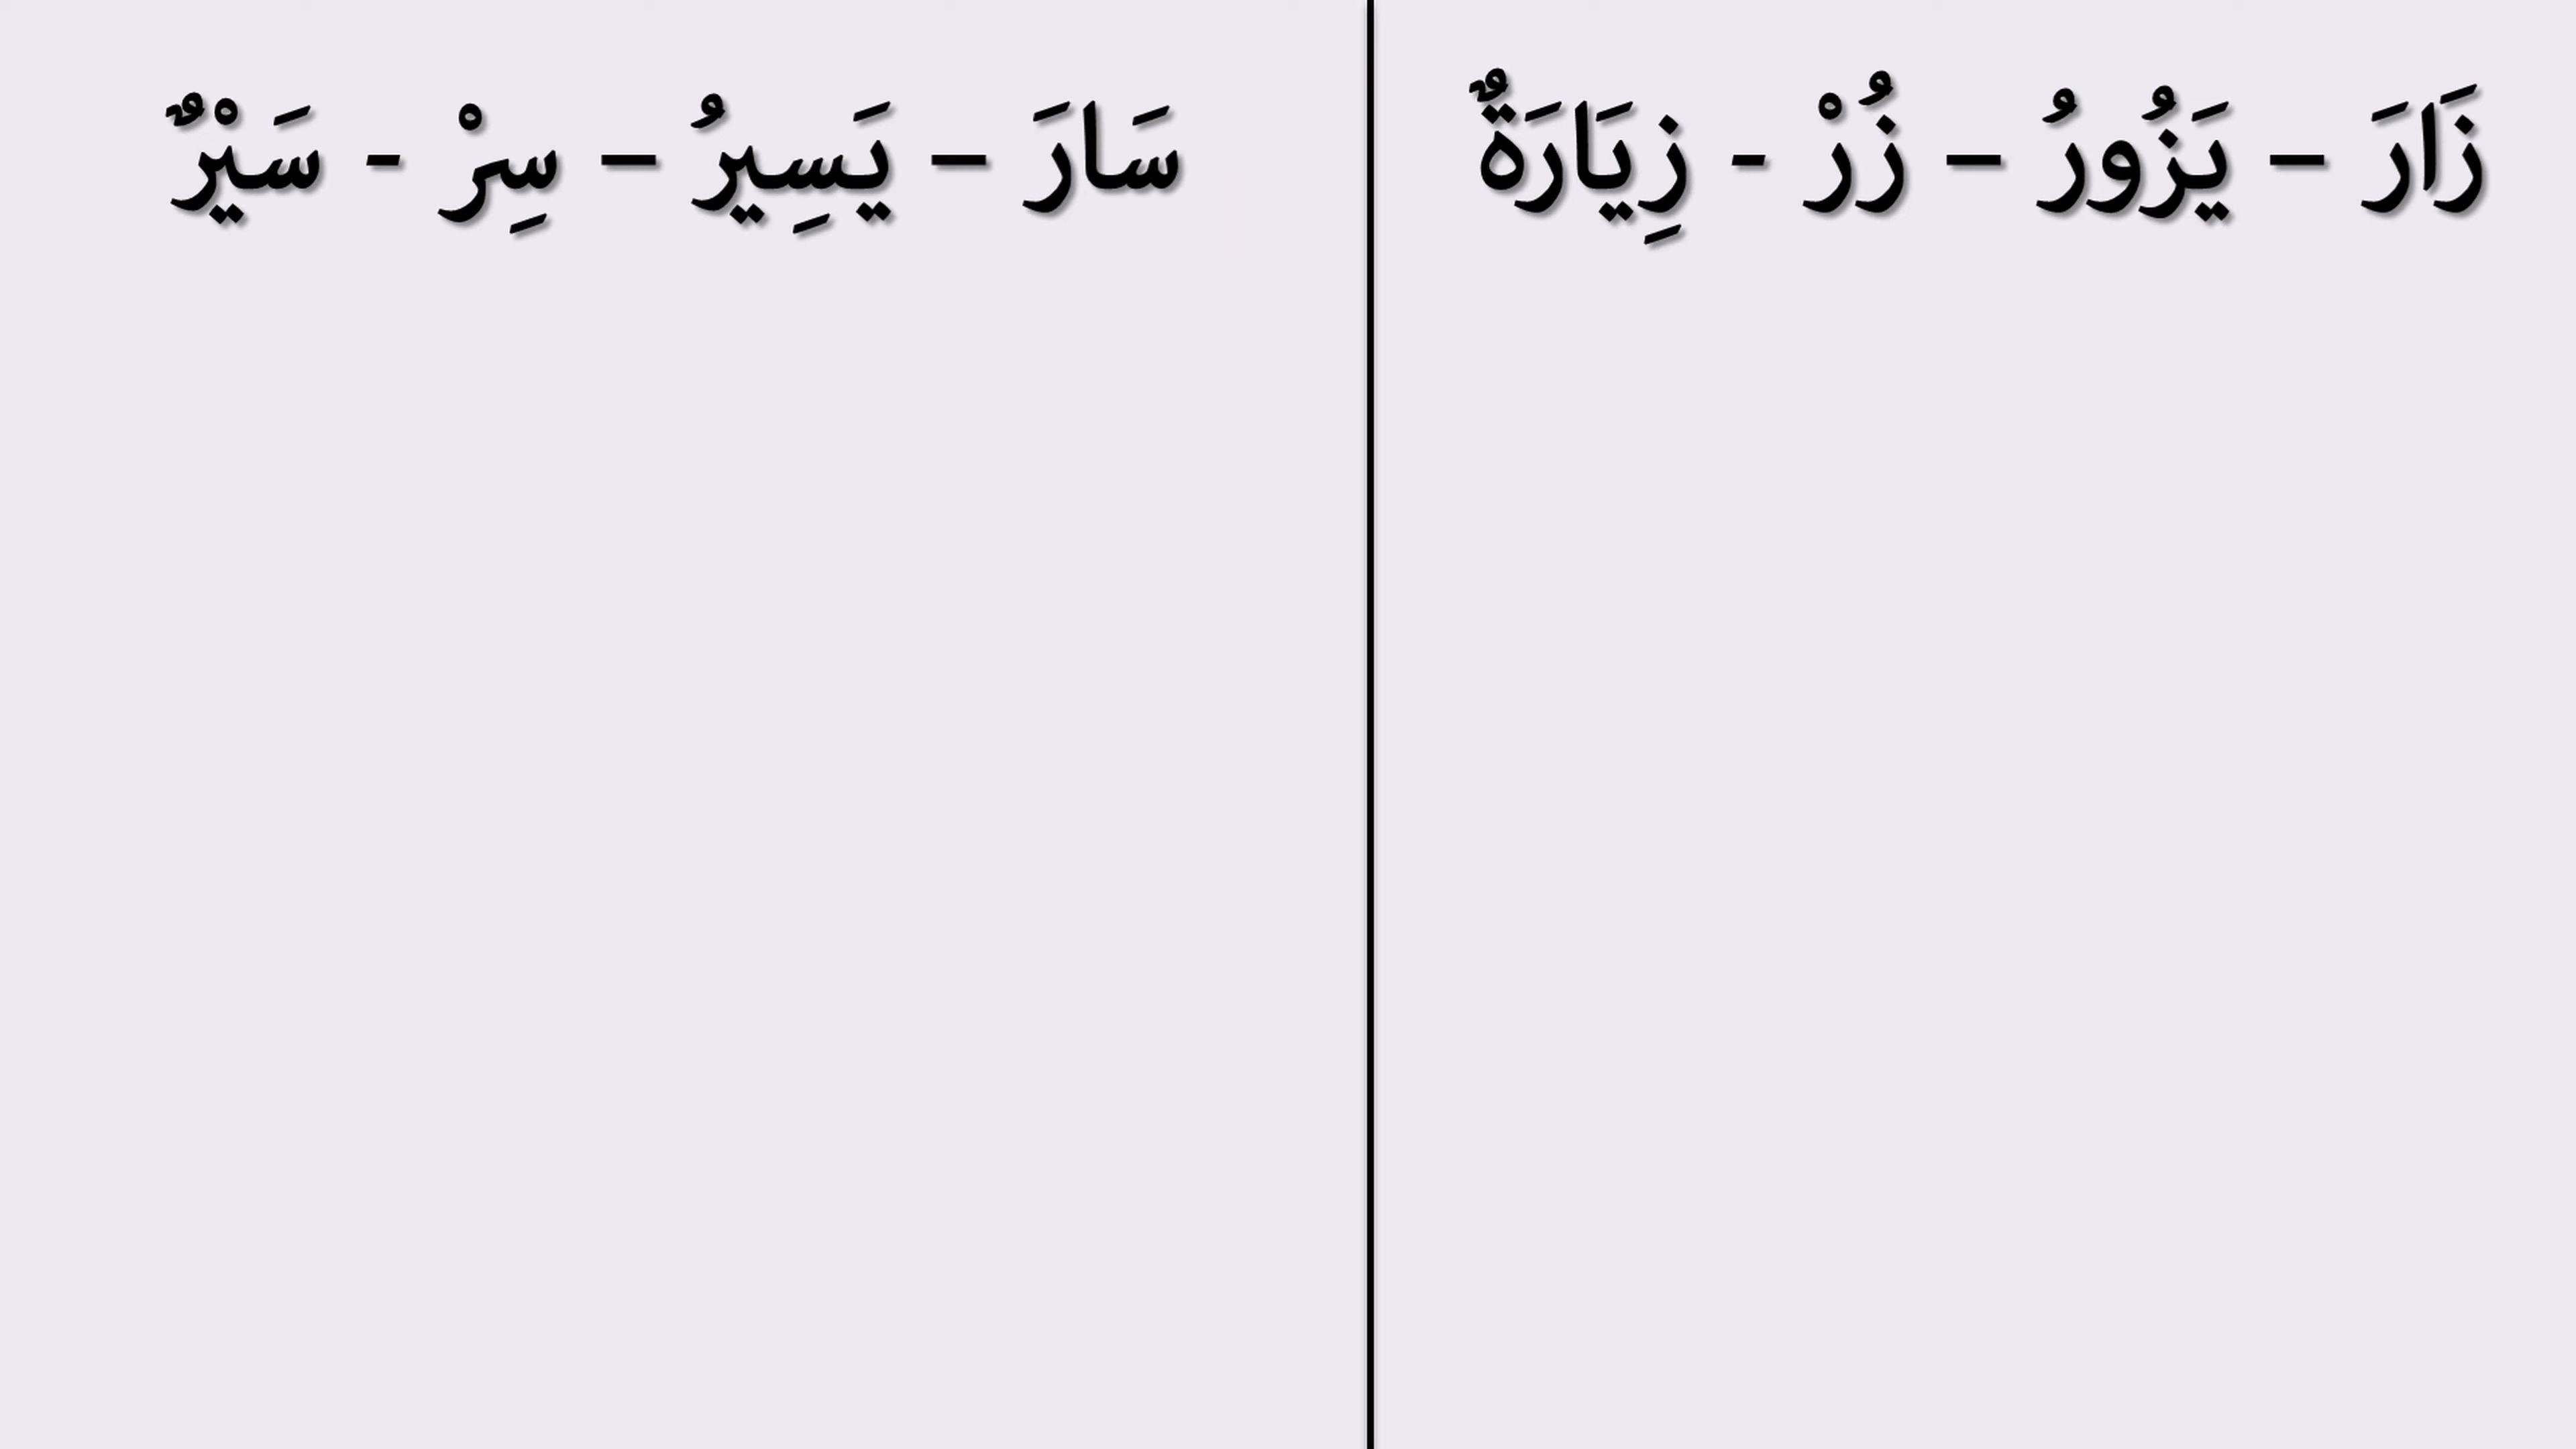 زَارَ – يَزُورُ – زُرْ - زِيَارَةٌ
سَارَ – يَسِيرُ – سِرْ - سَيْرٌ